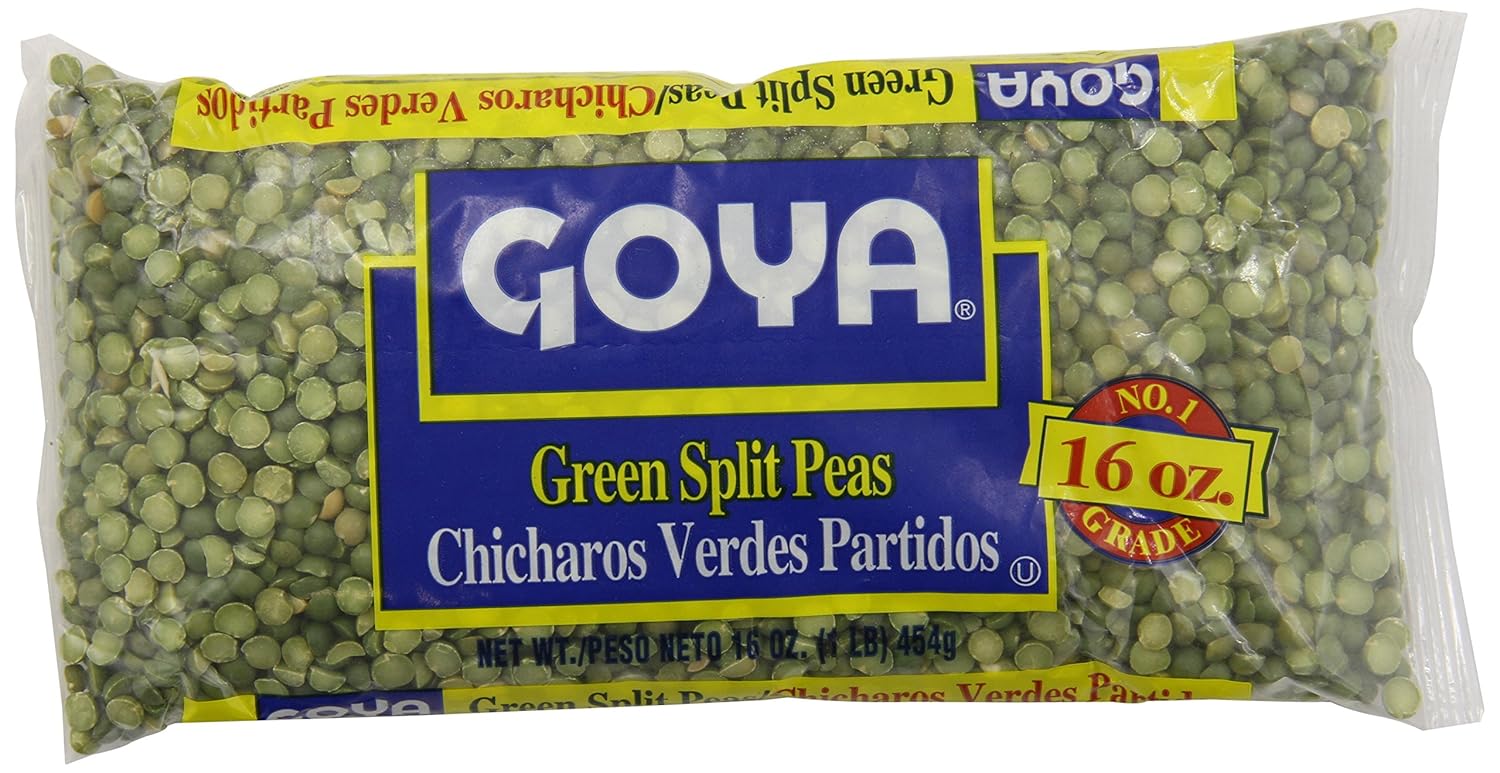 Green Split Peas/Chicharos Verdes Partidos
GOYA
GOYA®
Green Split Peas
Chicharos Verdes Partidos Ⓤ
NO. 1
16 OZ.
GRADE
NET WT./PESO NETO 16 OZ. (1 LB) 454g
GOYA Green Split Peas/Chicharos Verdes Partid